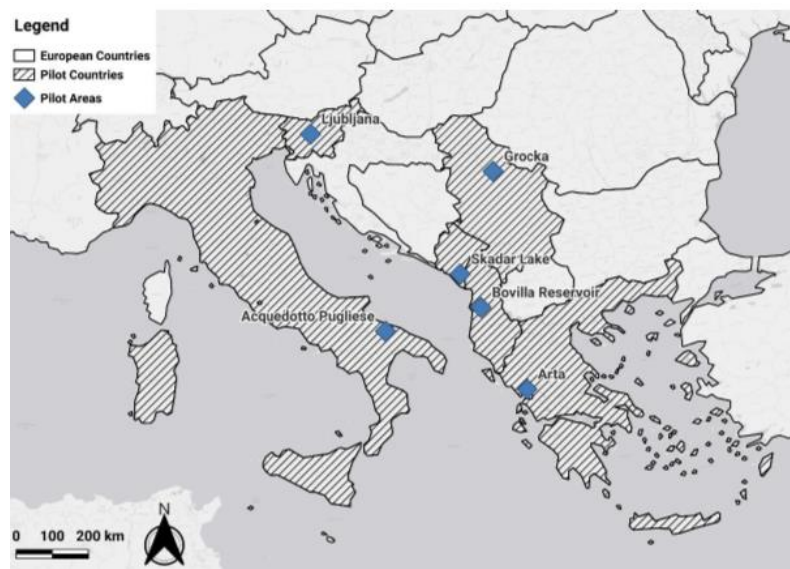 Legend
European Countries
Pilot Countries
Pilot Areas
Ljubljana
Grocka
Skadar Lake
Bovilla Reservoir
Acquedotto Pugliese
Arta
N
0 100 200 km